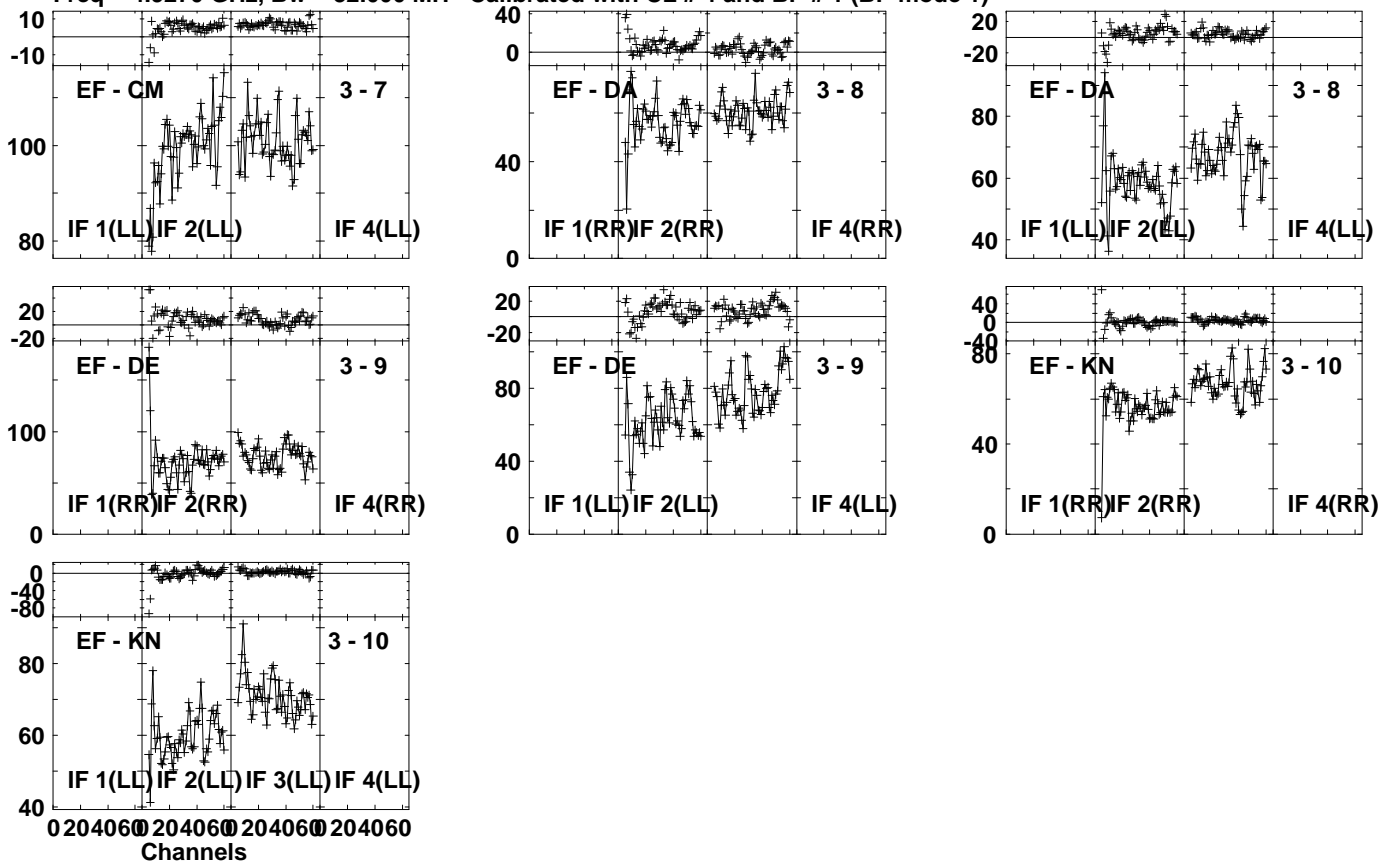 10
-10
EF - CM
3 - 7
100
80
IF 1(LL)
IF 2(LL)
IF 4(LL)
40
0
EF - DA
3 - 8
40
0
IF 1(RR)
IF 2(RR)
IF 4(RR)
20
-20
EF - DA
3 - 8
80
60
40
IF 1(LL)
IF 2(LL)
IF 4(LL)
20
-20
EF - DE
3 - 9
100
0
IF 1(RR)
IF 2(RR)
IF 4(RR)
20
-20
EF - DE
3 - 9
80
40
0
IF 1(LL)
IF 2(LL)
IF 4(LL)
40
0
-40
EF - KN
3 - 10
80
40
0
IF 1(RR)
IF 2(RR)
IF 4(RR)
0
-40
-80
EF - KN
3 - 10
80
60
40
IF 1(LL)
IF 2(LL)
IF 3(LL)
IF 4(LL)
0 20 40 60 0 20 40 60 0 20 40 60 0 20 40 60
Channels